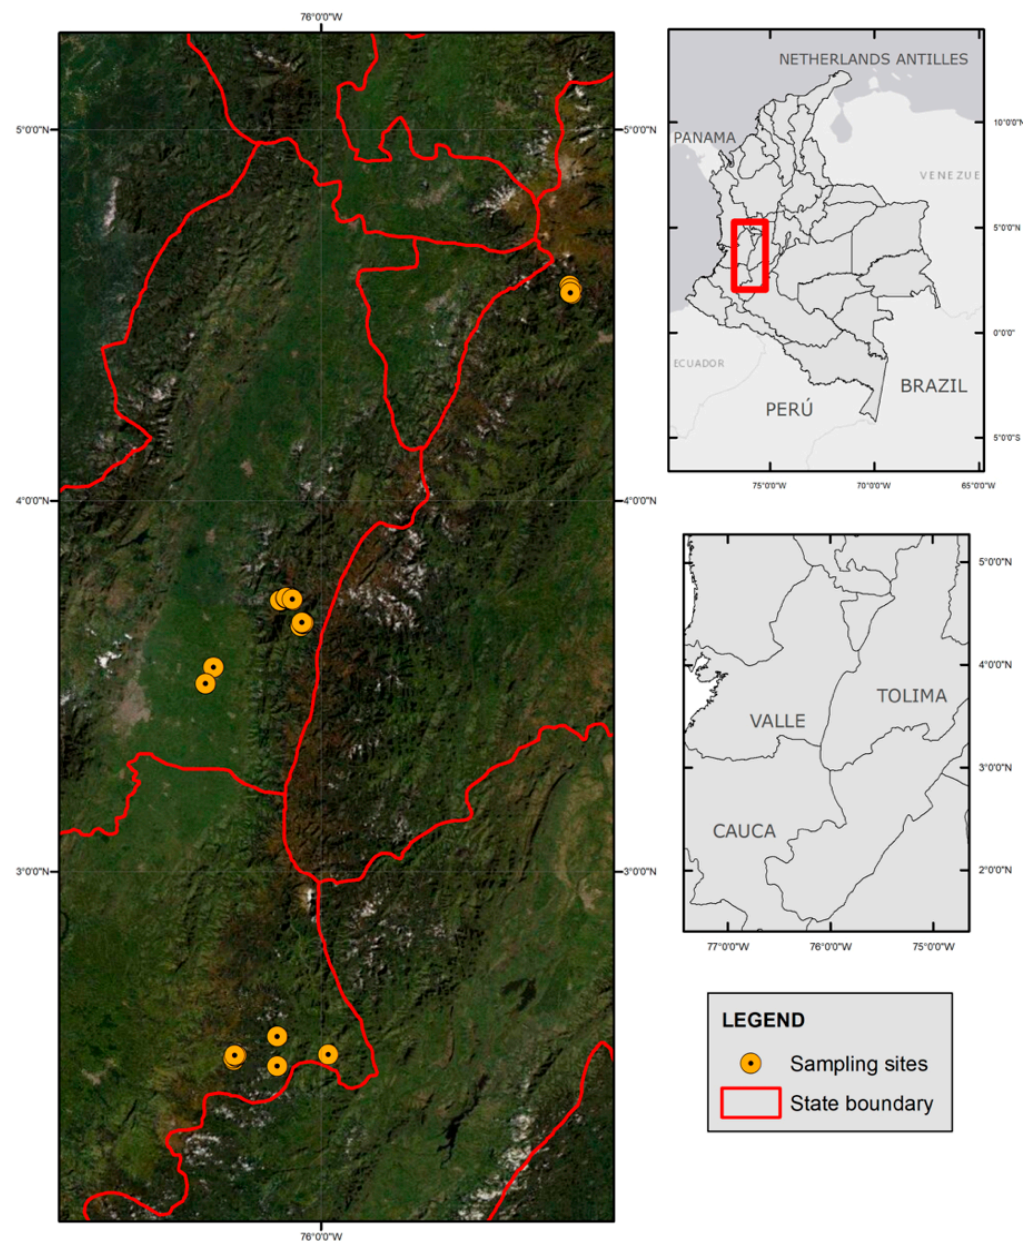 76°0'0"W
5°0'0"N
5°0'0"N
4°0'0"N
4°0'0"N
3°0'0"N
3°0'0"N
76°0'0"W
NETHERLANDS ANTILLES
PANAMA
VENEZUE
ECUADOR
PERÚ
BRAZIL
10°0'0"N
5°0'0"N
0°0'0"
5°0'0"S
75°0'0"W
70°0'0"W
65°0'0"W
VALLE
TOLIMA
CAUCA
5°0'0"N
4°0'0"N
3°0'0"N
2°0'0"N
77°0'0"W
76°0'0"W
75°0'0"W
LEGEND
Sampling sites
State boundary